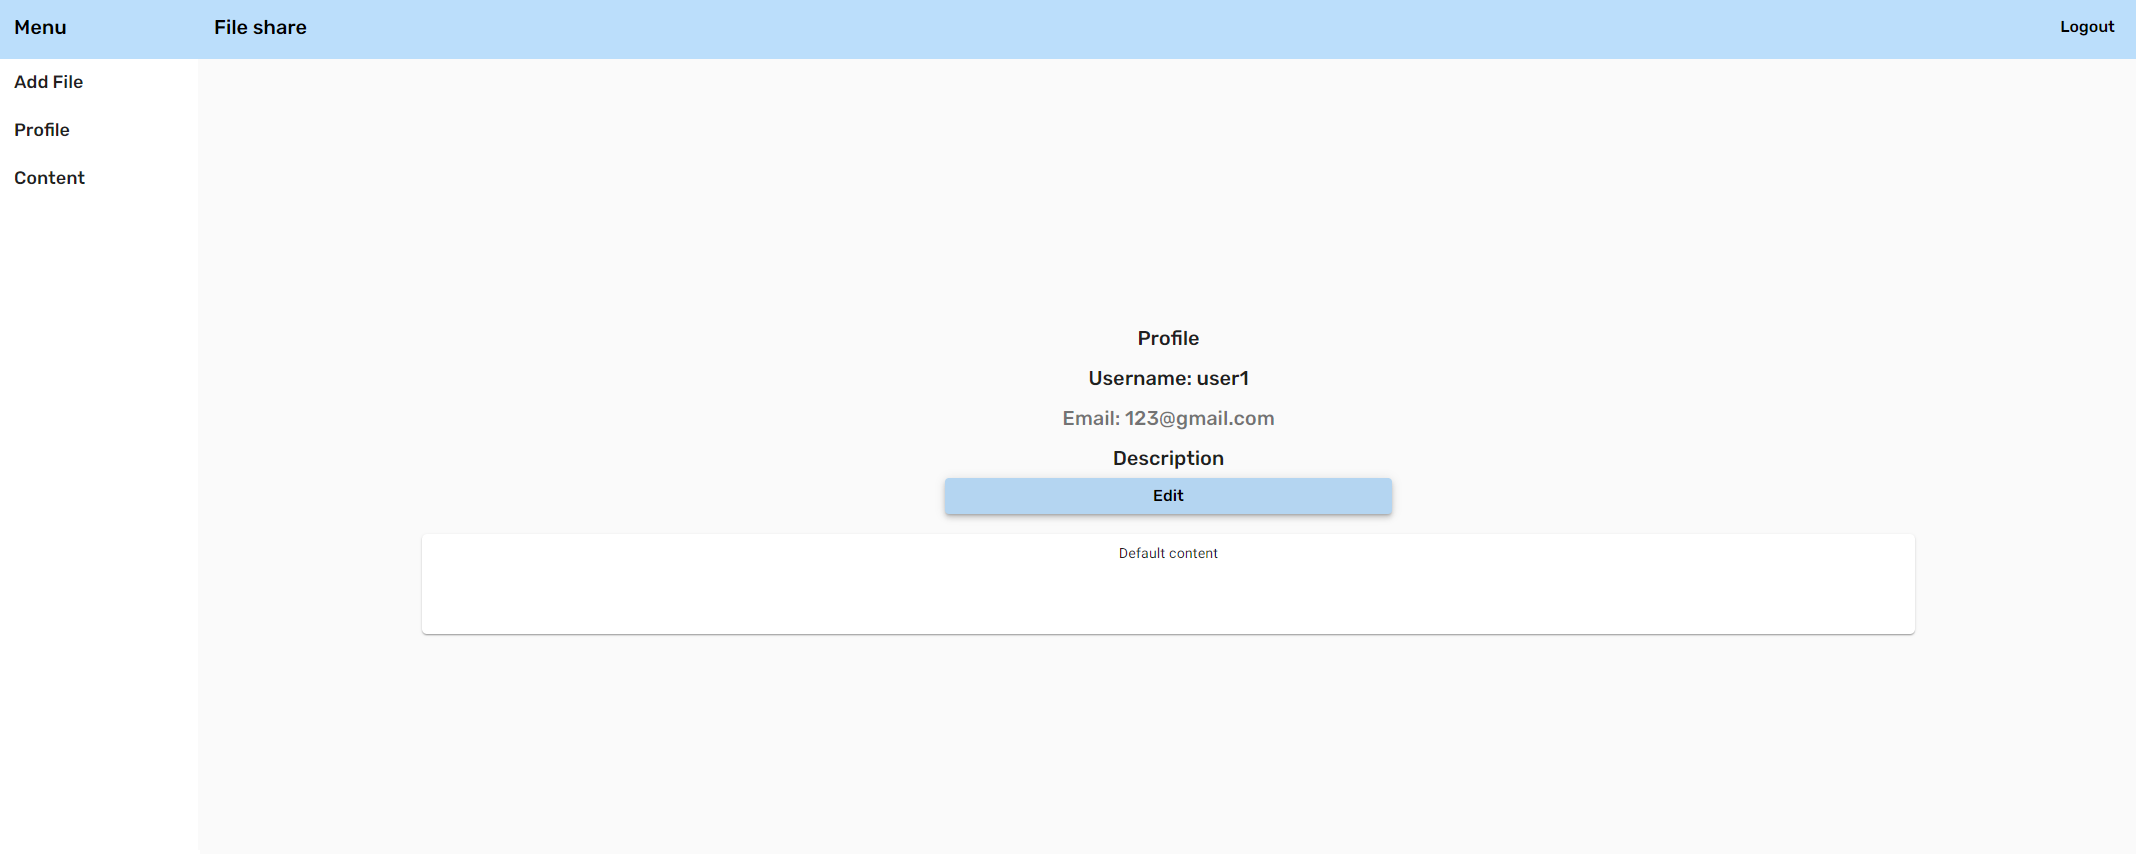 Menu
File share
Logout
Add File
Profile
Content
Profile
Username: user1
Email: 123@gmail.com
Description
Edit
Default content